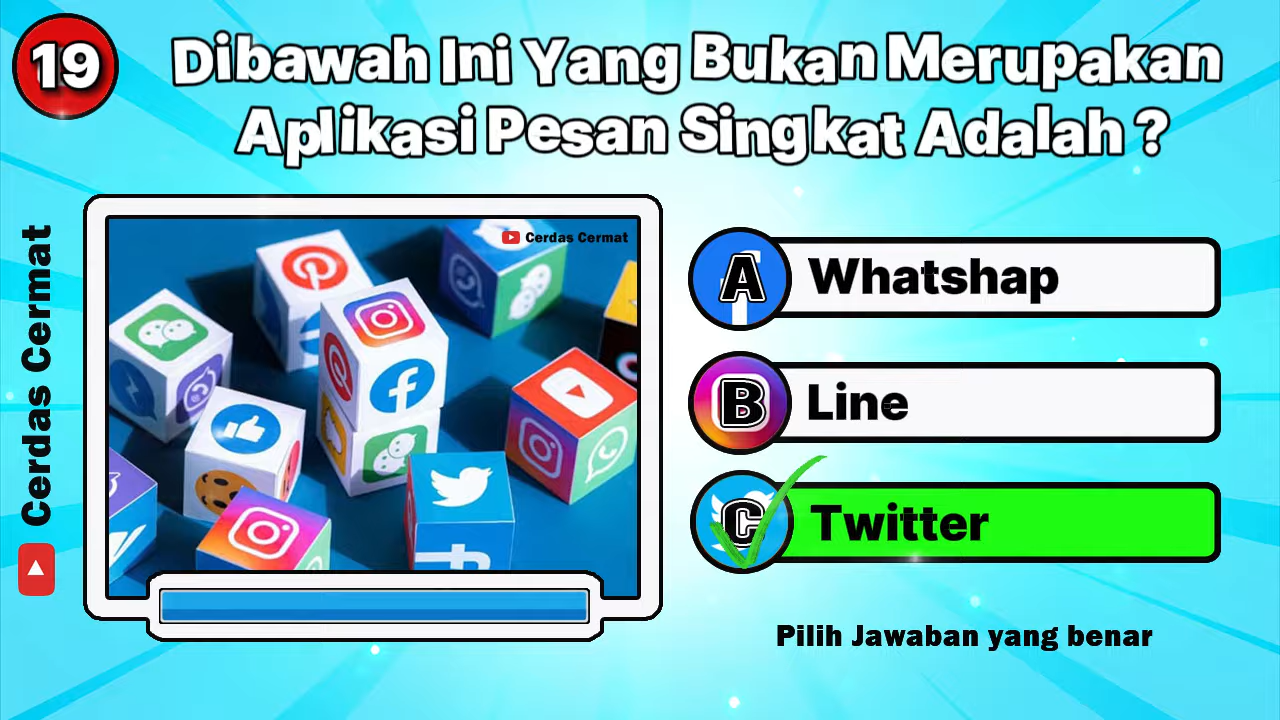 19
Dibawah Ini Yang Bukan Merupakan
Aplikasi Pesan Singkat Adalah ?
Cerdas Cermat
Cerdas Cermat
A Whatshap
B Line
C Twitter
Pilih Jawaban yang benar